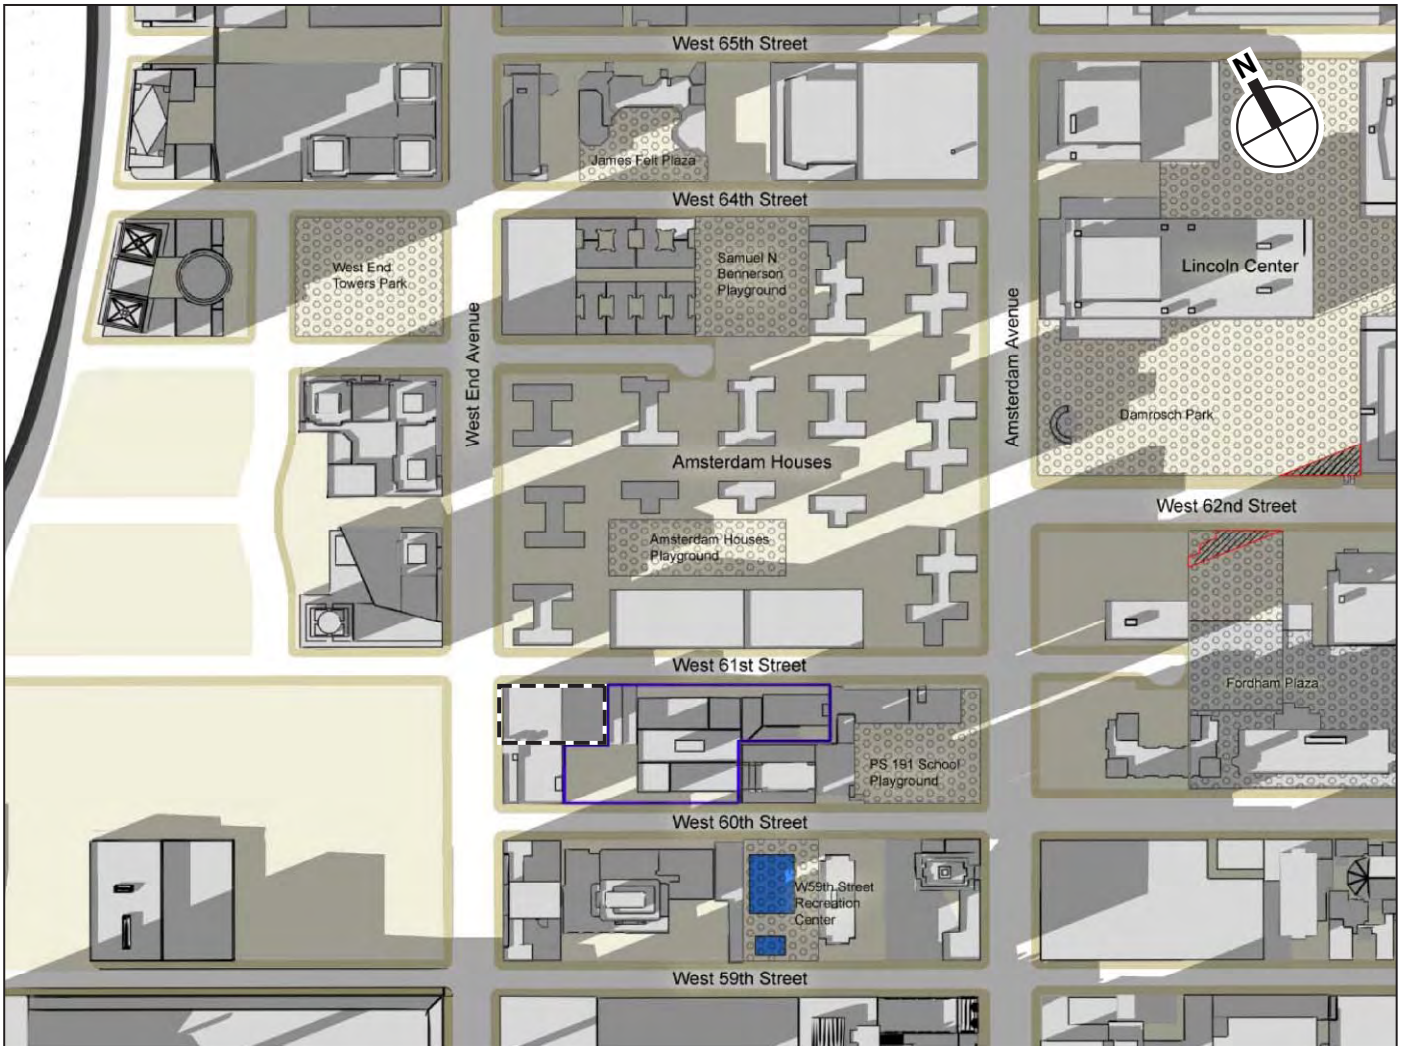 West 65th Street
N
James Felt Plaza
West 64th Street
West End
Towers Park
Samuel N
Bennerson
Playground
Lincoln Center
West End Avenue
Amsterdam Avenue
Damrosch Park
Amsterdam Houses
West 62nd Street
Amsterdam Houses
Playground
West 61st Street
Fordham Plaza
PS 191 School
Playground
West 60th Street
W59th Street
Recreation
Center
West 59th Street